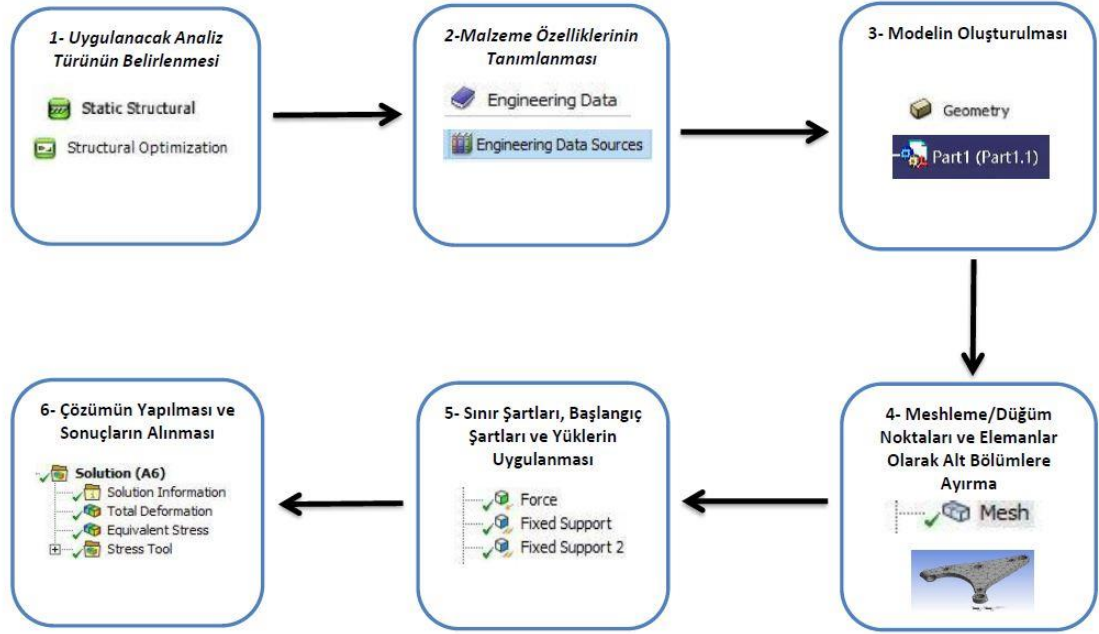 1- Uygulanacak Analiz
Türünün Belirlenmesi
Static Structural
Structural Optimization
2-Malzeme Özelliklerinin
Tanımlanması
Engineering Data
Engineering Data Sources
3- Modelin Oluşturulması
Geometry
Part1 (Part1.1)
4- Meshleme/Düğüm
Noktaları ve Elemanlar
Olarak Alt Bölümlere
Ayırma
Mesh
5- Sınır Şartları, Başlangıç
Şartları ve Yüklerin
Uygulanması
Force
Fixed Support
Fixed Support 2
6- Çözümün Yapılması ve
Sonuçların Alınması
Solution (A6)
Solution Information
Total Deformation
Equivalent Stress
Stress Tool